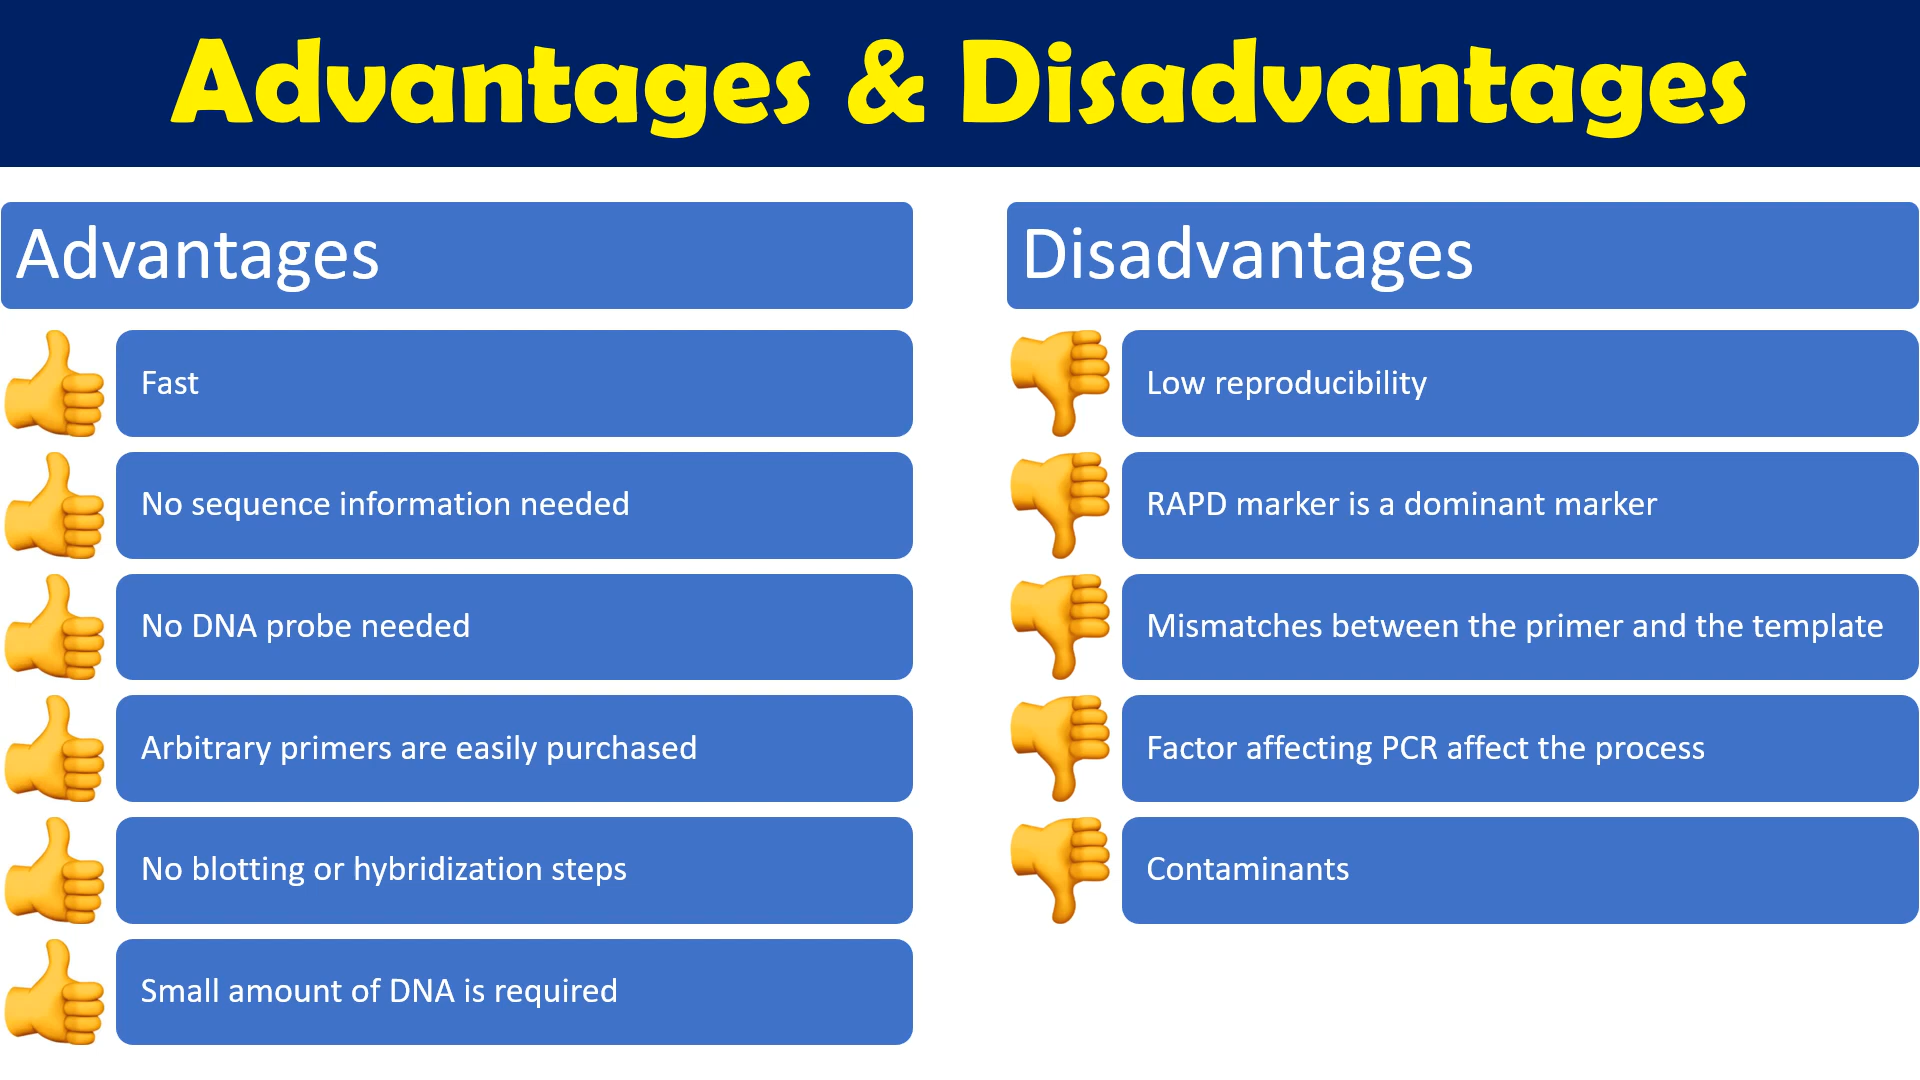 Advantages & Disadvantages
Advantages
Fast
No sequence information needed
No DNA probe needed
Arbitrary primers are easily purchased
No blotting or hybridization steps
Small amount of DNA is required
Disadvantages
Low reproducibility
RAPD marker is a dominant marker
Mismatches between the primer and the template
Factor affecting PCR affect the process
Contaminants